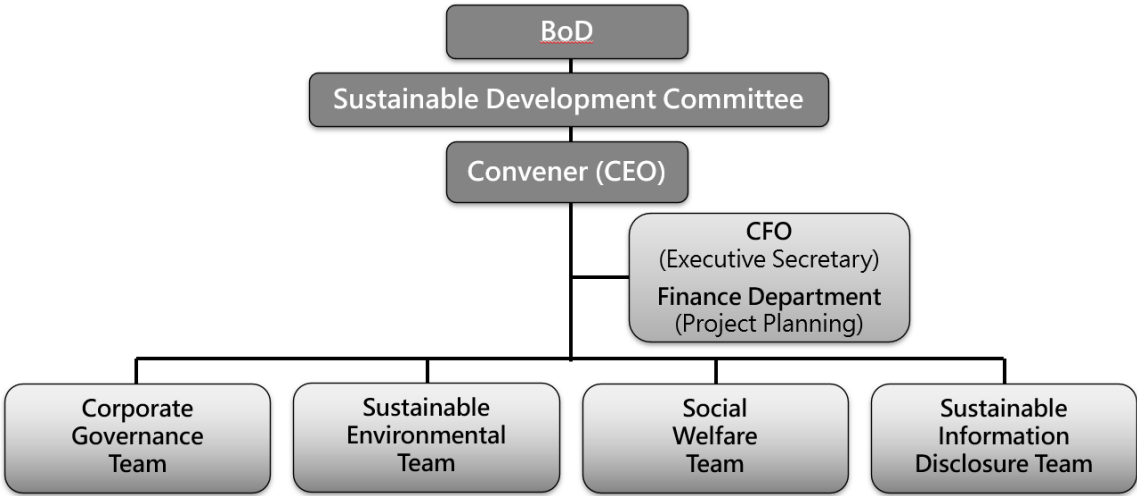 BoD
Sustainable Development Committee
Convener (CEO)
CFO
(Executive Secretary)
Finance Department
(Project Planning)
Corporate
Governance
Team
Sustainable
Environmental
Team
Social
Welfare
Team
Sustainable
Information
Disclosure Team